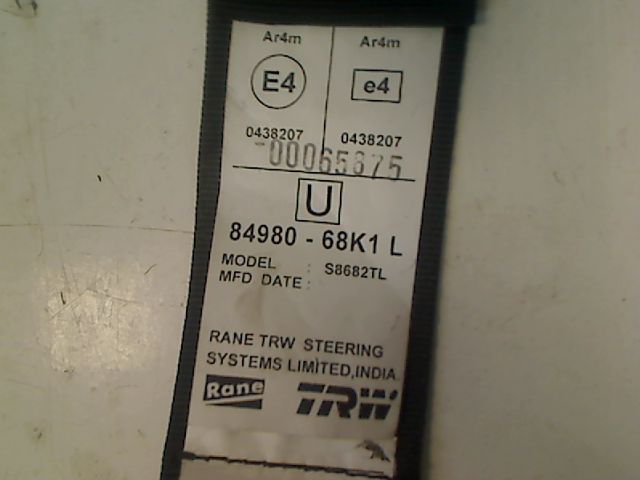 Ar4m Ar4m
E4 e4
0438207 0438207
00065875
U
84980 - 68K1 L
MODEL : S8682TL
MFD DATE :
RANE TRW STEERING
SYSTEMS LIMITED,INDIA
Rane TRW